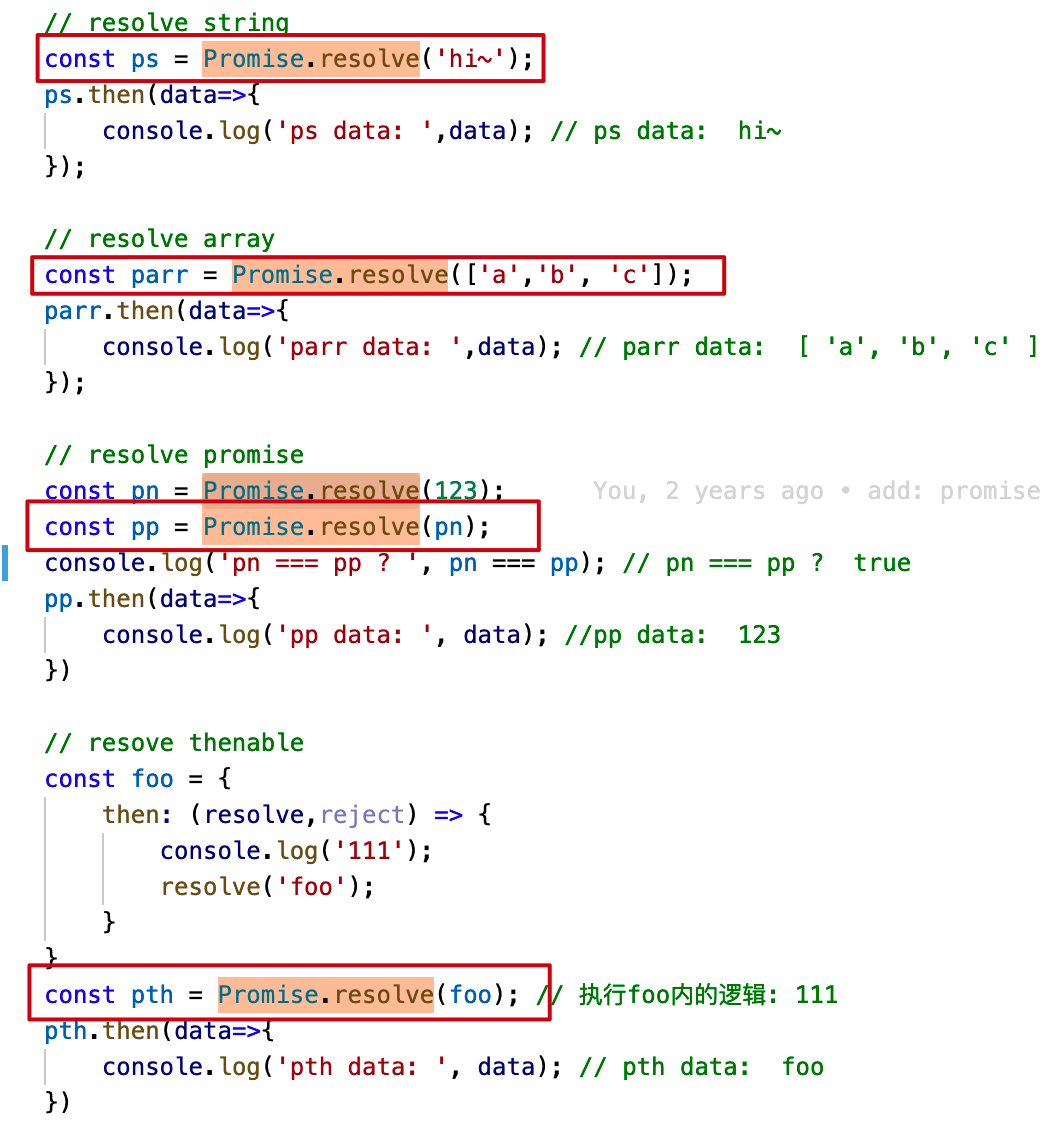 // resolve string
const ps = Promise.resolve('hi~');
ps.then(data=>{
    console.log('ps data: ',data); // ps data:  hi~
});
// resolve array
const parr = Promise.resolve(['a','b', 'c']);
parr.then(data=>{
    console.log('parr data: ',data); // parr data:  [ 'a', 'b', 'c' ]
});
// resolve promise
const pn = Promise.resolve(123);      You, 2 years ago • add: promise
const pp = Promise.resolve(pn);
console.log('pn === pp ? ', pn === pp); // pn === pp ?  true
pp.then(data=>{
    console.log('pp data: ', data); //pp data:  123
})
// resove thenable
const foo = {
    then: (resolve,reject) => {
        console.log('111');
        resolve('foo');
    }
}
const pth = Promise.resolve(foo); // 执行foo内的逻辑: 111
pth.then(data=>{
    console.log('pth data: ', data); // pth data:  foo
})